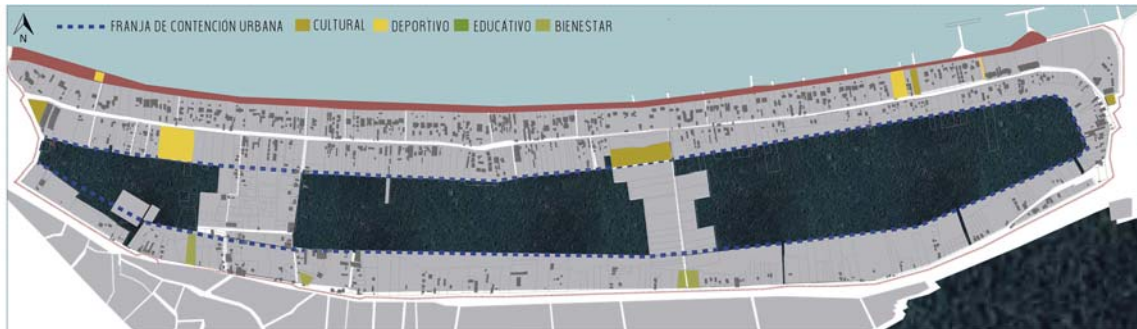 FRANJA DE CONTENCIÓN URBANA CULTURAL DEPORTIVO EDUCATIVO BIENESTAR
N